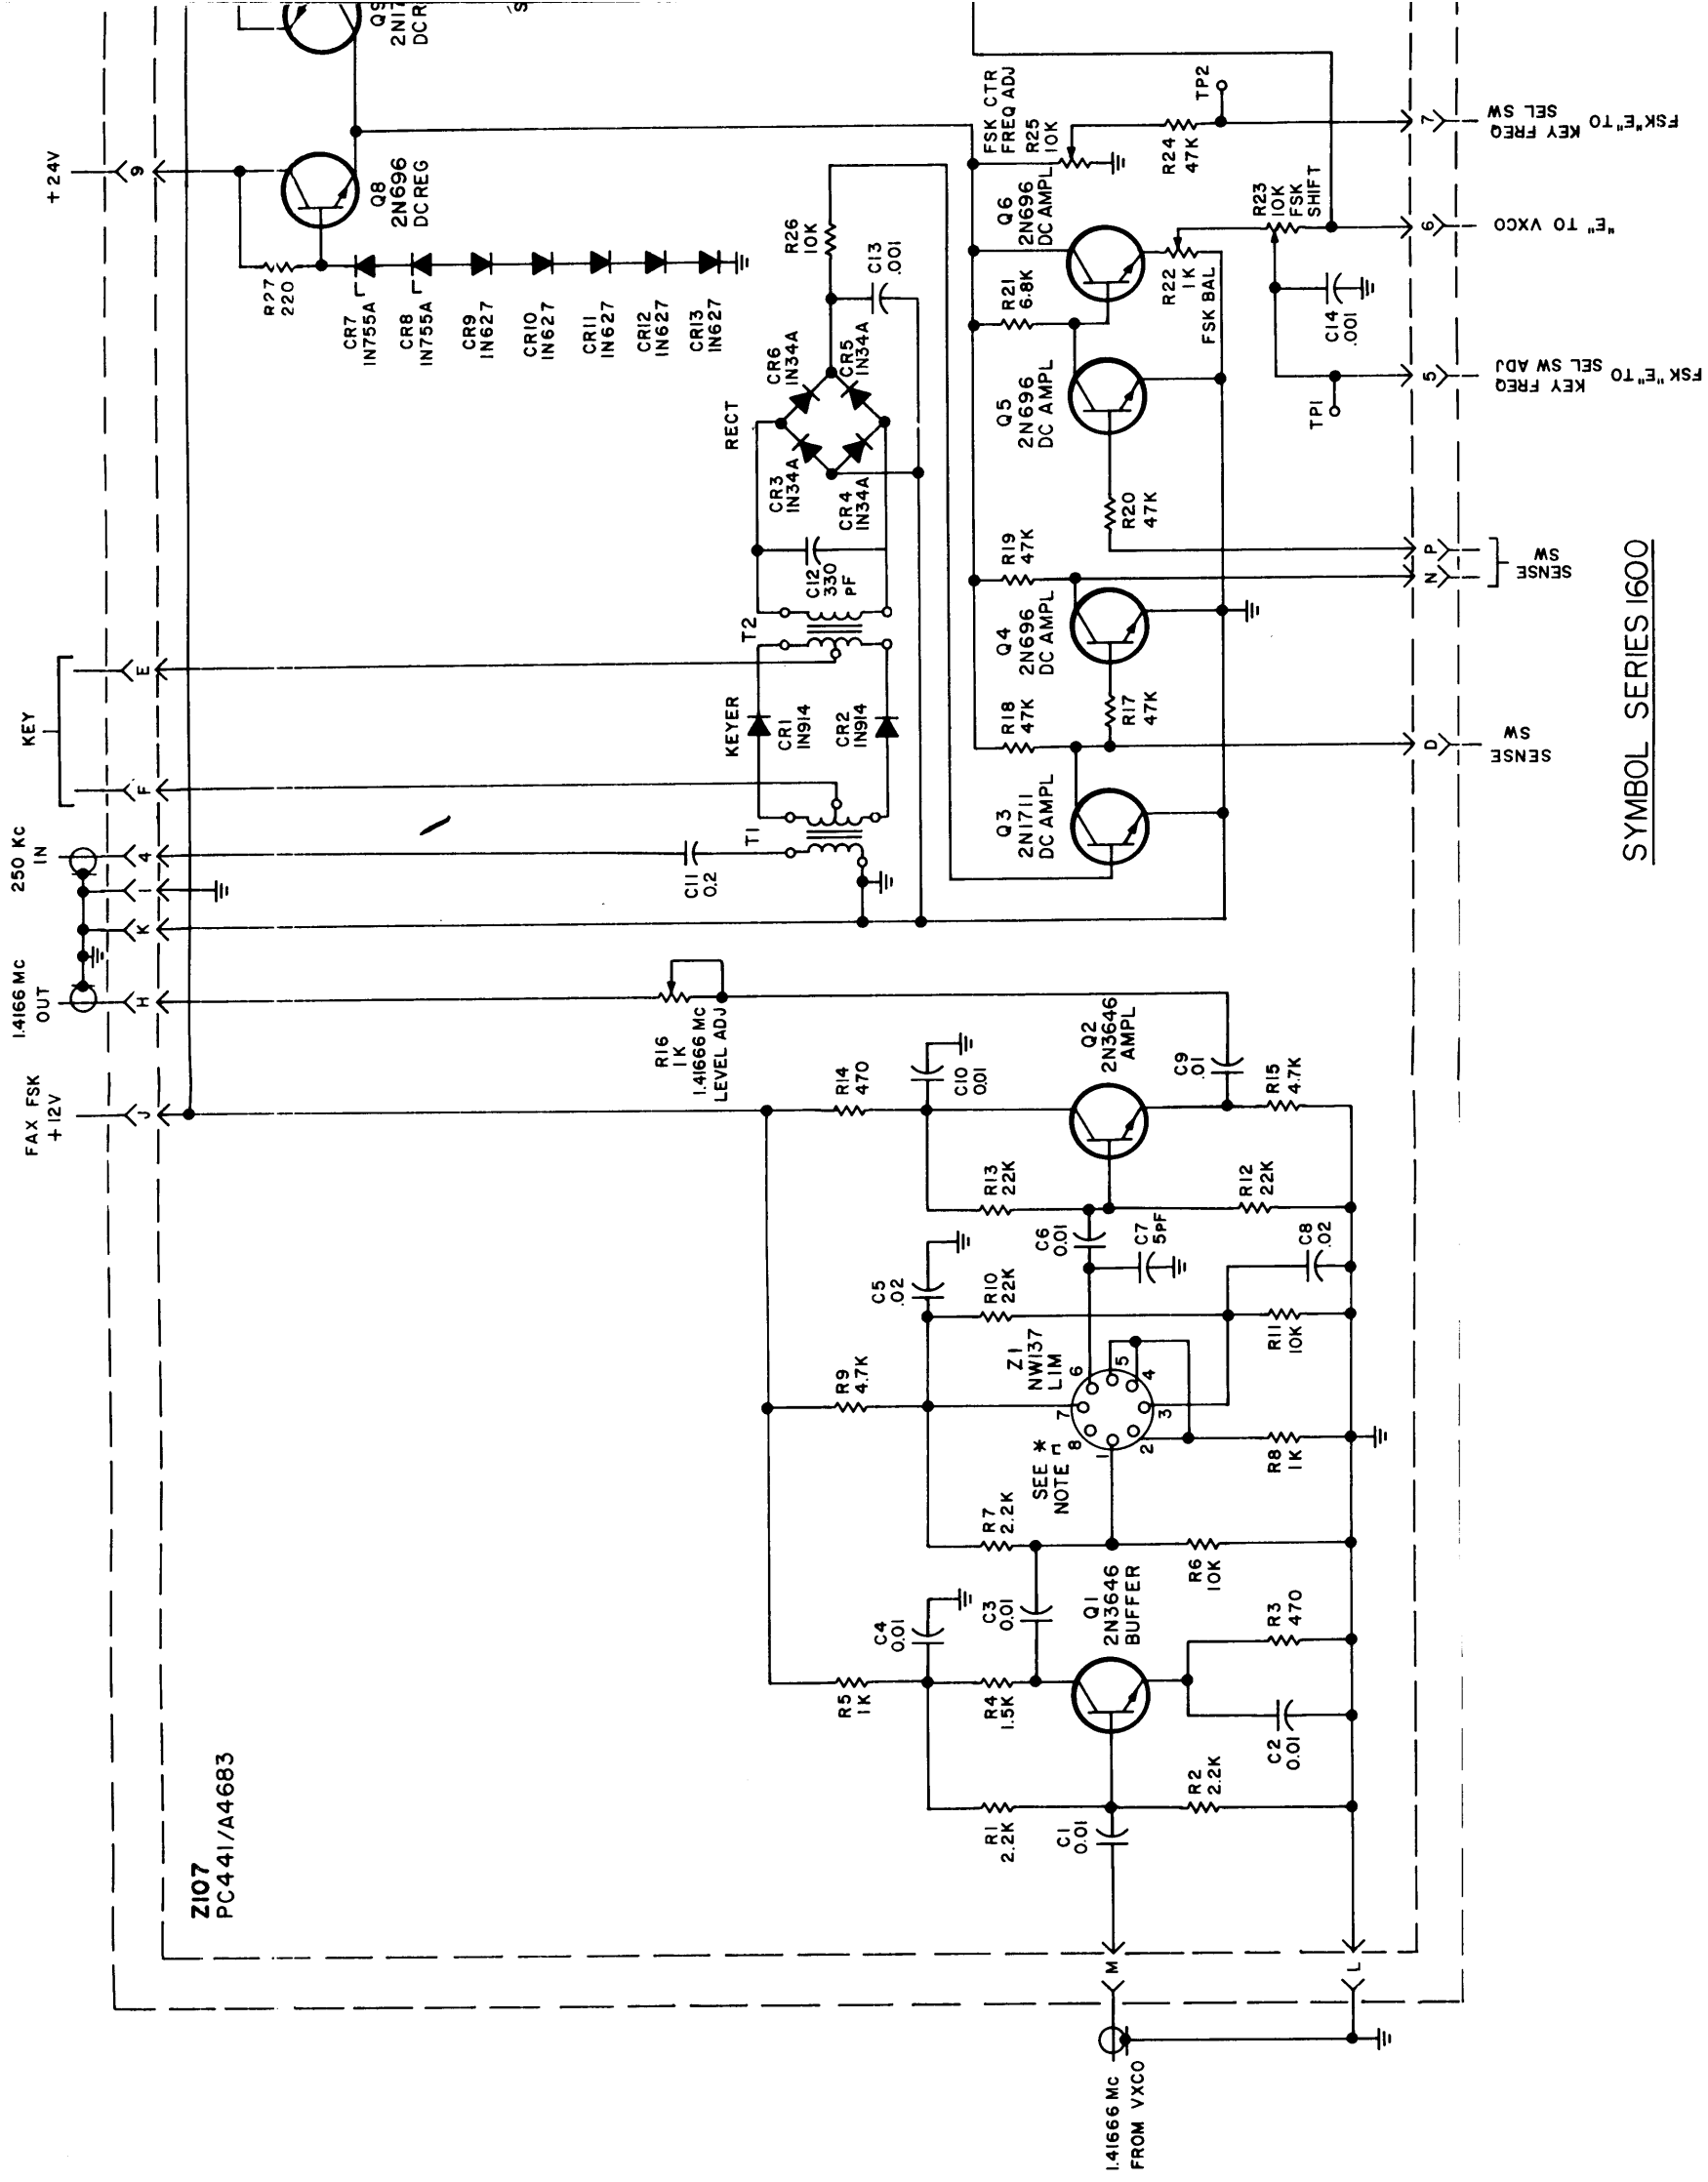 Z107
PC441/A4683
1.41666 MC
FROM VXCO
M
L
FAX FSK
+12V
J
1.4166 MC
OUT
H
K
1
250 KC
IN
4
KEY
F
E
+24V
9
R1
2.2K
C1
0.01
R2
2.2K
C2
0.01
R3
470
R4
1.5K
R5
1K
C4
0.01
C3
0.01
Q1
2N3646
BUFFER
R6
10K
R7
2.2K
SEE *
NOTE
Z1
NW137
LIM
1
2
3
4
5
6
7
8
R8
1K
R9
4.7K
C5
.02
R10
22K
R11
10K
C8
.02
C6
0.01
C7
5PF
R13
22K
R12
22K
R14
470
C10
0.01
Q2
2N3646
AMPL
C9
.01
R15
4.7K
R16
1K
1.41666 MC
LEVEL ADJ
C11
0.2
T1
KEYER
CR1
IN914
CR2
IN914
T2
C12
330
PF
RECT
CR3
IN34A
CR4
IN34A
CR6
IN34A
CR5
IN34A
R26
10K
C13
.001
Q3
2N1711
DC AMPL
R18
47K
R17
47K
Q4
2N696
DC AMPL
R19
47K
R20
47K
Q5
2N696
DC AMPL
R21
6.8K
Q6
2N696
DC AMPL
R22
1K
FSK BAL
R23
10K
FSK
SHIFT
C14
.001
TP1
FSK CTR
FREQ ADJ
R25
10K
R24
47K
TP2
R27
220
CR7
IN755A
CR8
IN755A
CR9
IN627
CR10
IN627
CR11
IN627
CR12
IN627
CR13
IN627
Q8
2N696
DC REG
Q9
DC R
D
SENSE
SW
N
P
SENSE
SW
5
FSK"E"TO
KEY FREQ
SEL SW ADJ
6
"E" TO VXCO
7
FSK"E"TO
KEY FREQ
SEL SW
SYMBOL SERIES 1600